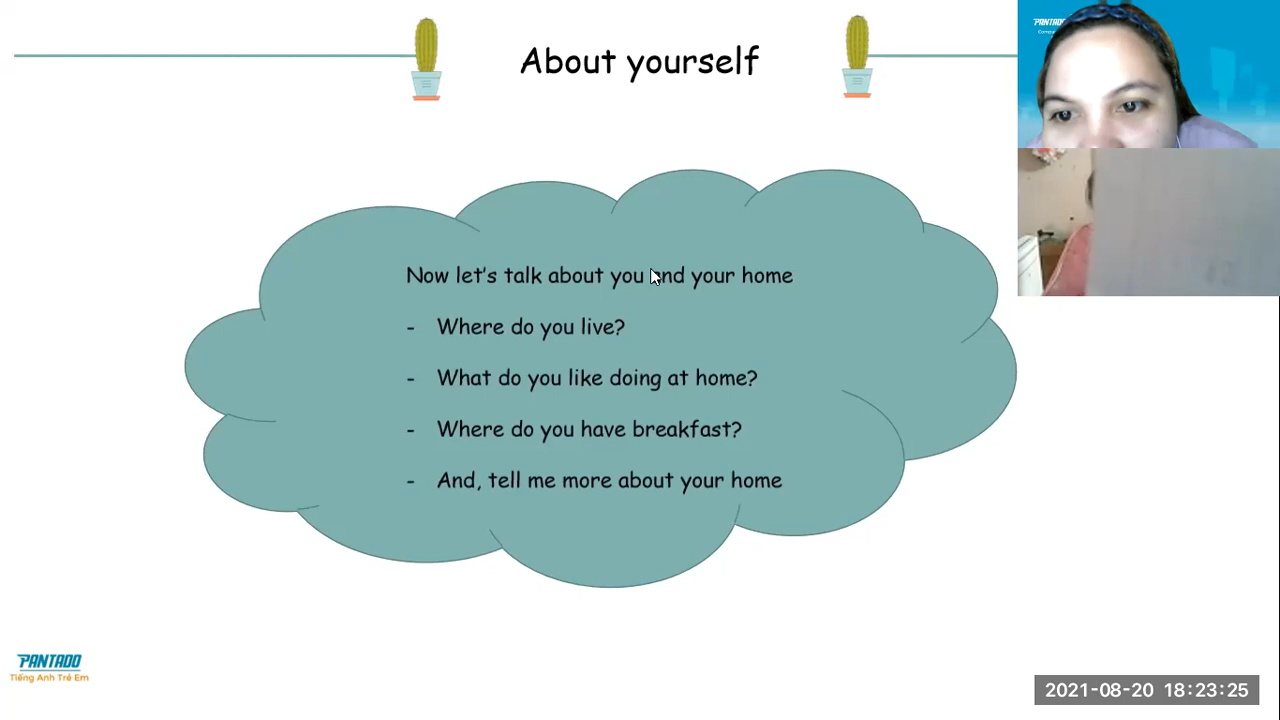 About yourself
PANTADO
Now let's talk about you and your home
- Where do you live?
- What do you like doing at home?
- Where do you have breakfast?
- And, tell me more about your home
PANTADO
Tiếng Anh Trẻ Em
2021-08-20 18:23:25